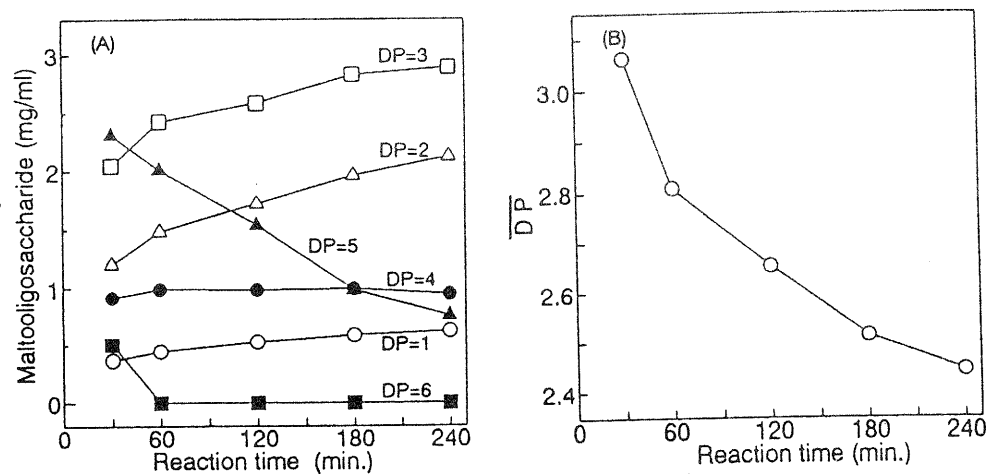 (A)
DP=3
DP=2
DP=5
DP=4
DP=1
DP=6
3
2
1
0
Maltooligosaccharide (mg/ml)
0 60 120 180 240
Reaction time (min.)
(B)
3.0
2.8
2.6
2.4
DP
0 60 120 180 240
Reaction time (min.)